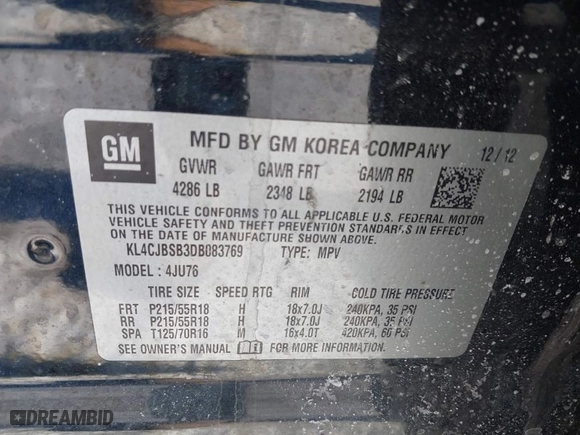 GM
MFD BY GM KOREA COMPANY 12/12
GVWR GAWR FRT GAWR RR
4286 LB 2348 LB 2194 LB
THIS VEHICLE CONFORMS TO ALL APPLICABLE U.S. FEDERAL MOTOR
VEHICLE SAFETY AND THEFT PREVENTION STANDARDS IN EFFECT
ON THE DATE OF MANUFACTURE SHOWN ABOVE.
KL4CJBSB3DB083769 TYPE: MPV
MODEL: 4JU76
TIRE SIZE SPEED RTG RIM COLD TIRE PRESSURE
FRT P215/55R18 H 18x7.0J 240KPA, 35 PSI
RR P215/55R18 H 18x7.0J 240KPA, 35 PSI
SPA T125/70R16 M 16x4.0T 420KPA, 60 PSI
SEE OWNER'S MANUAL FOR MORE INFORMATION.
DREAMBID